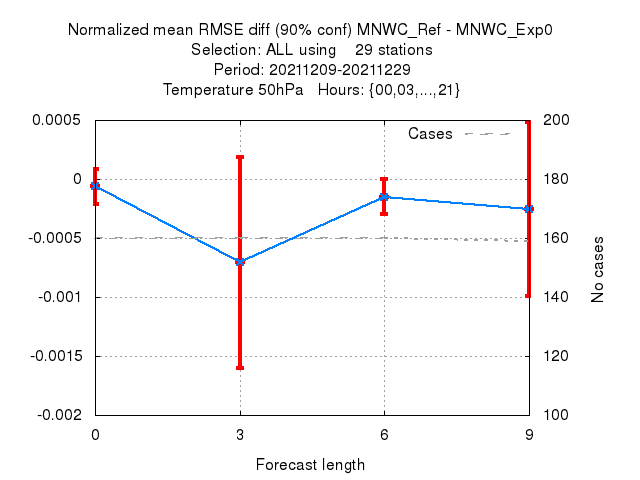 Normalized mean RMSE diff (90% conf) MNWC_Ref - MNWC_Exp0
Selection: ALL using    29 stations
Period: 20211209-20211229
Temperature 50hPa   Hours: {00,03,...,21}
0.0005
0
-0.0005
-0.001
-0.0015
-0.002
Cases
200
180
160
140
120
100
No cases
0
3
6
9
Forecast length